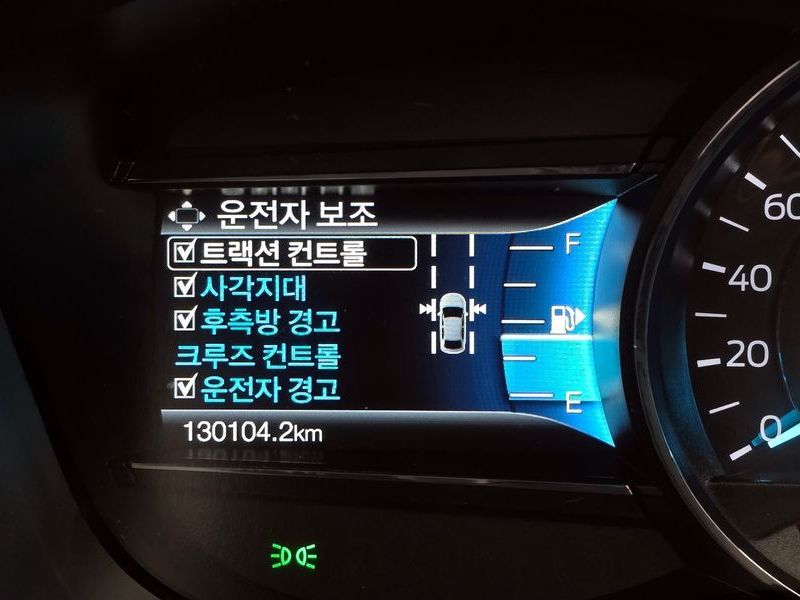 운전자 보조
트랙션 컨트롤
사각지대
후측방 경고
크루즈 컨트롤
운전자 경고
130104.2km
F
E
60
40
20
0